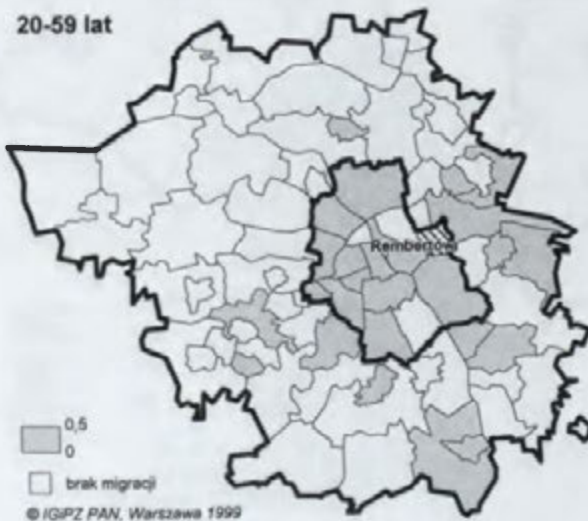 20-59 lat
Rembertów
0,5
0
brak migracji
© IGiPZ PAN, Warszawa 1999